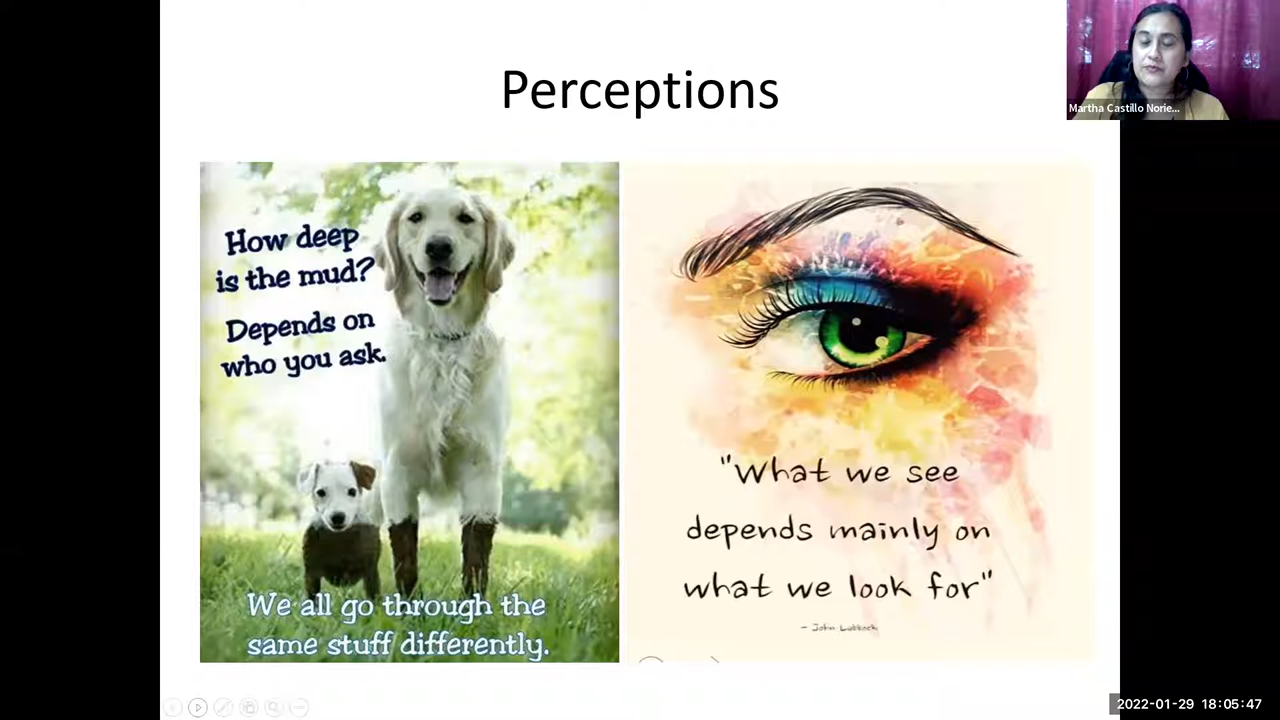 Perceptions
Martha Castillo Norie...
How deep
is the mud?
Depends on
who you ask.
We all go through the
same stuff differently.
"What we see
depends mainly on
what we look for"
- John Lubbock
2022-01-29 18:05:47